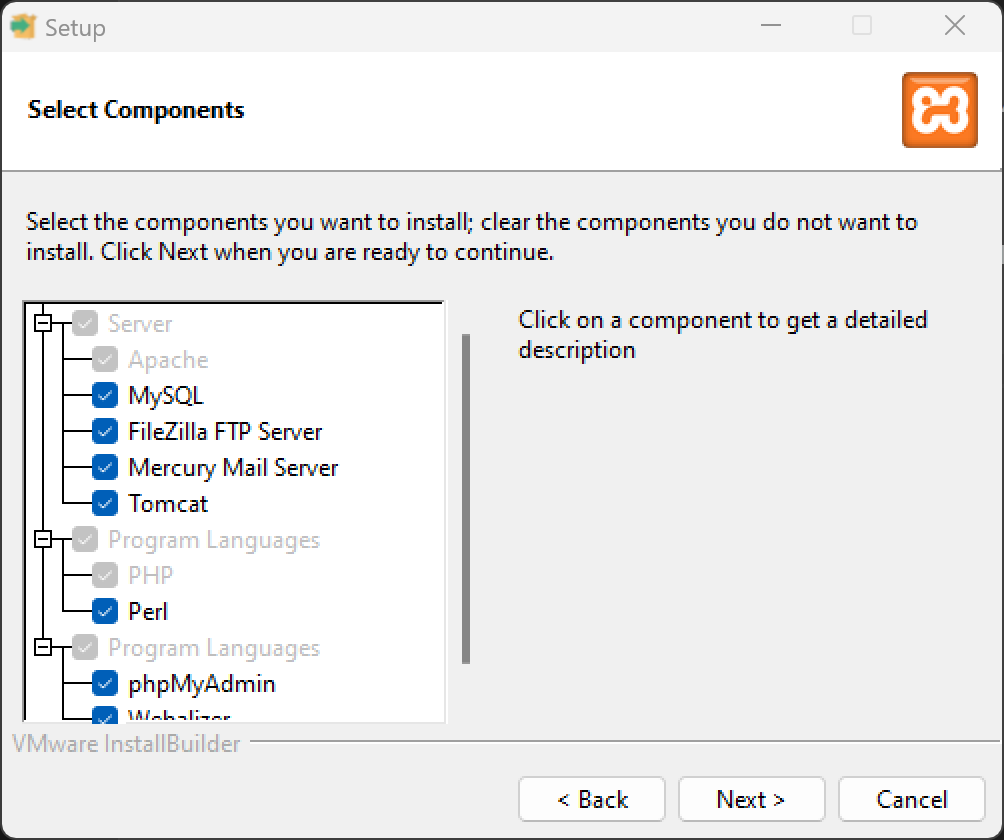 Setup
Select Components
Select the components you want to install; clear the components you do not want to
install. Click Next when you are ready to continue.
Server
Apache
MySQL
FileZilla FTP Server
Mercury Mail Server
Tomcat
Program Languages
PHP
Perl
Program Languages
phpMyAdmin
Webalizer
Click on a component to get a detailed
description
VMware InstallBuilder
< Back
Next >
Cancel